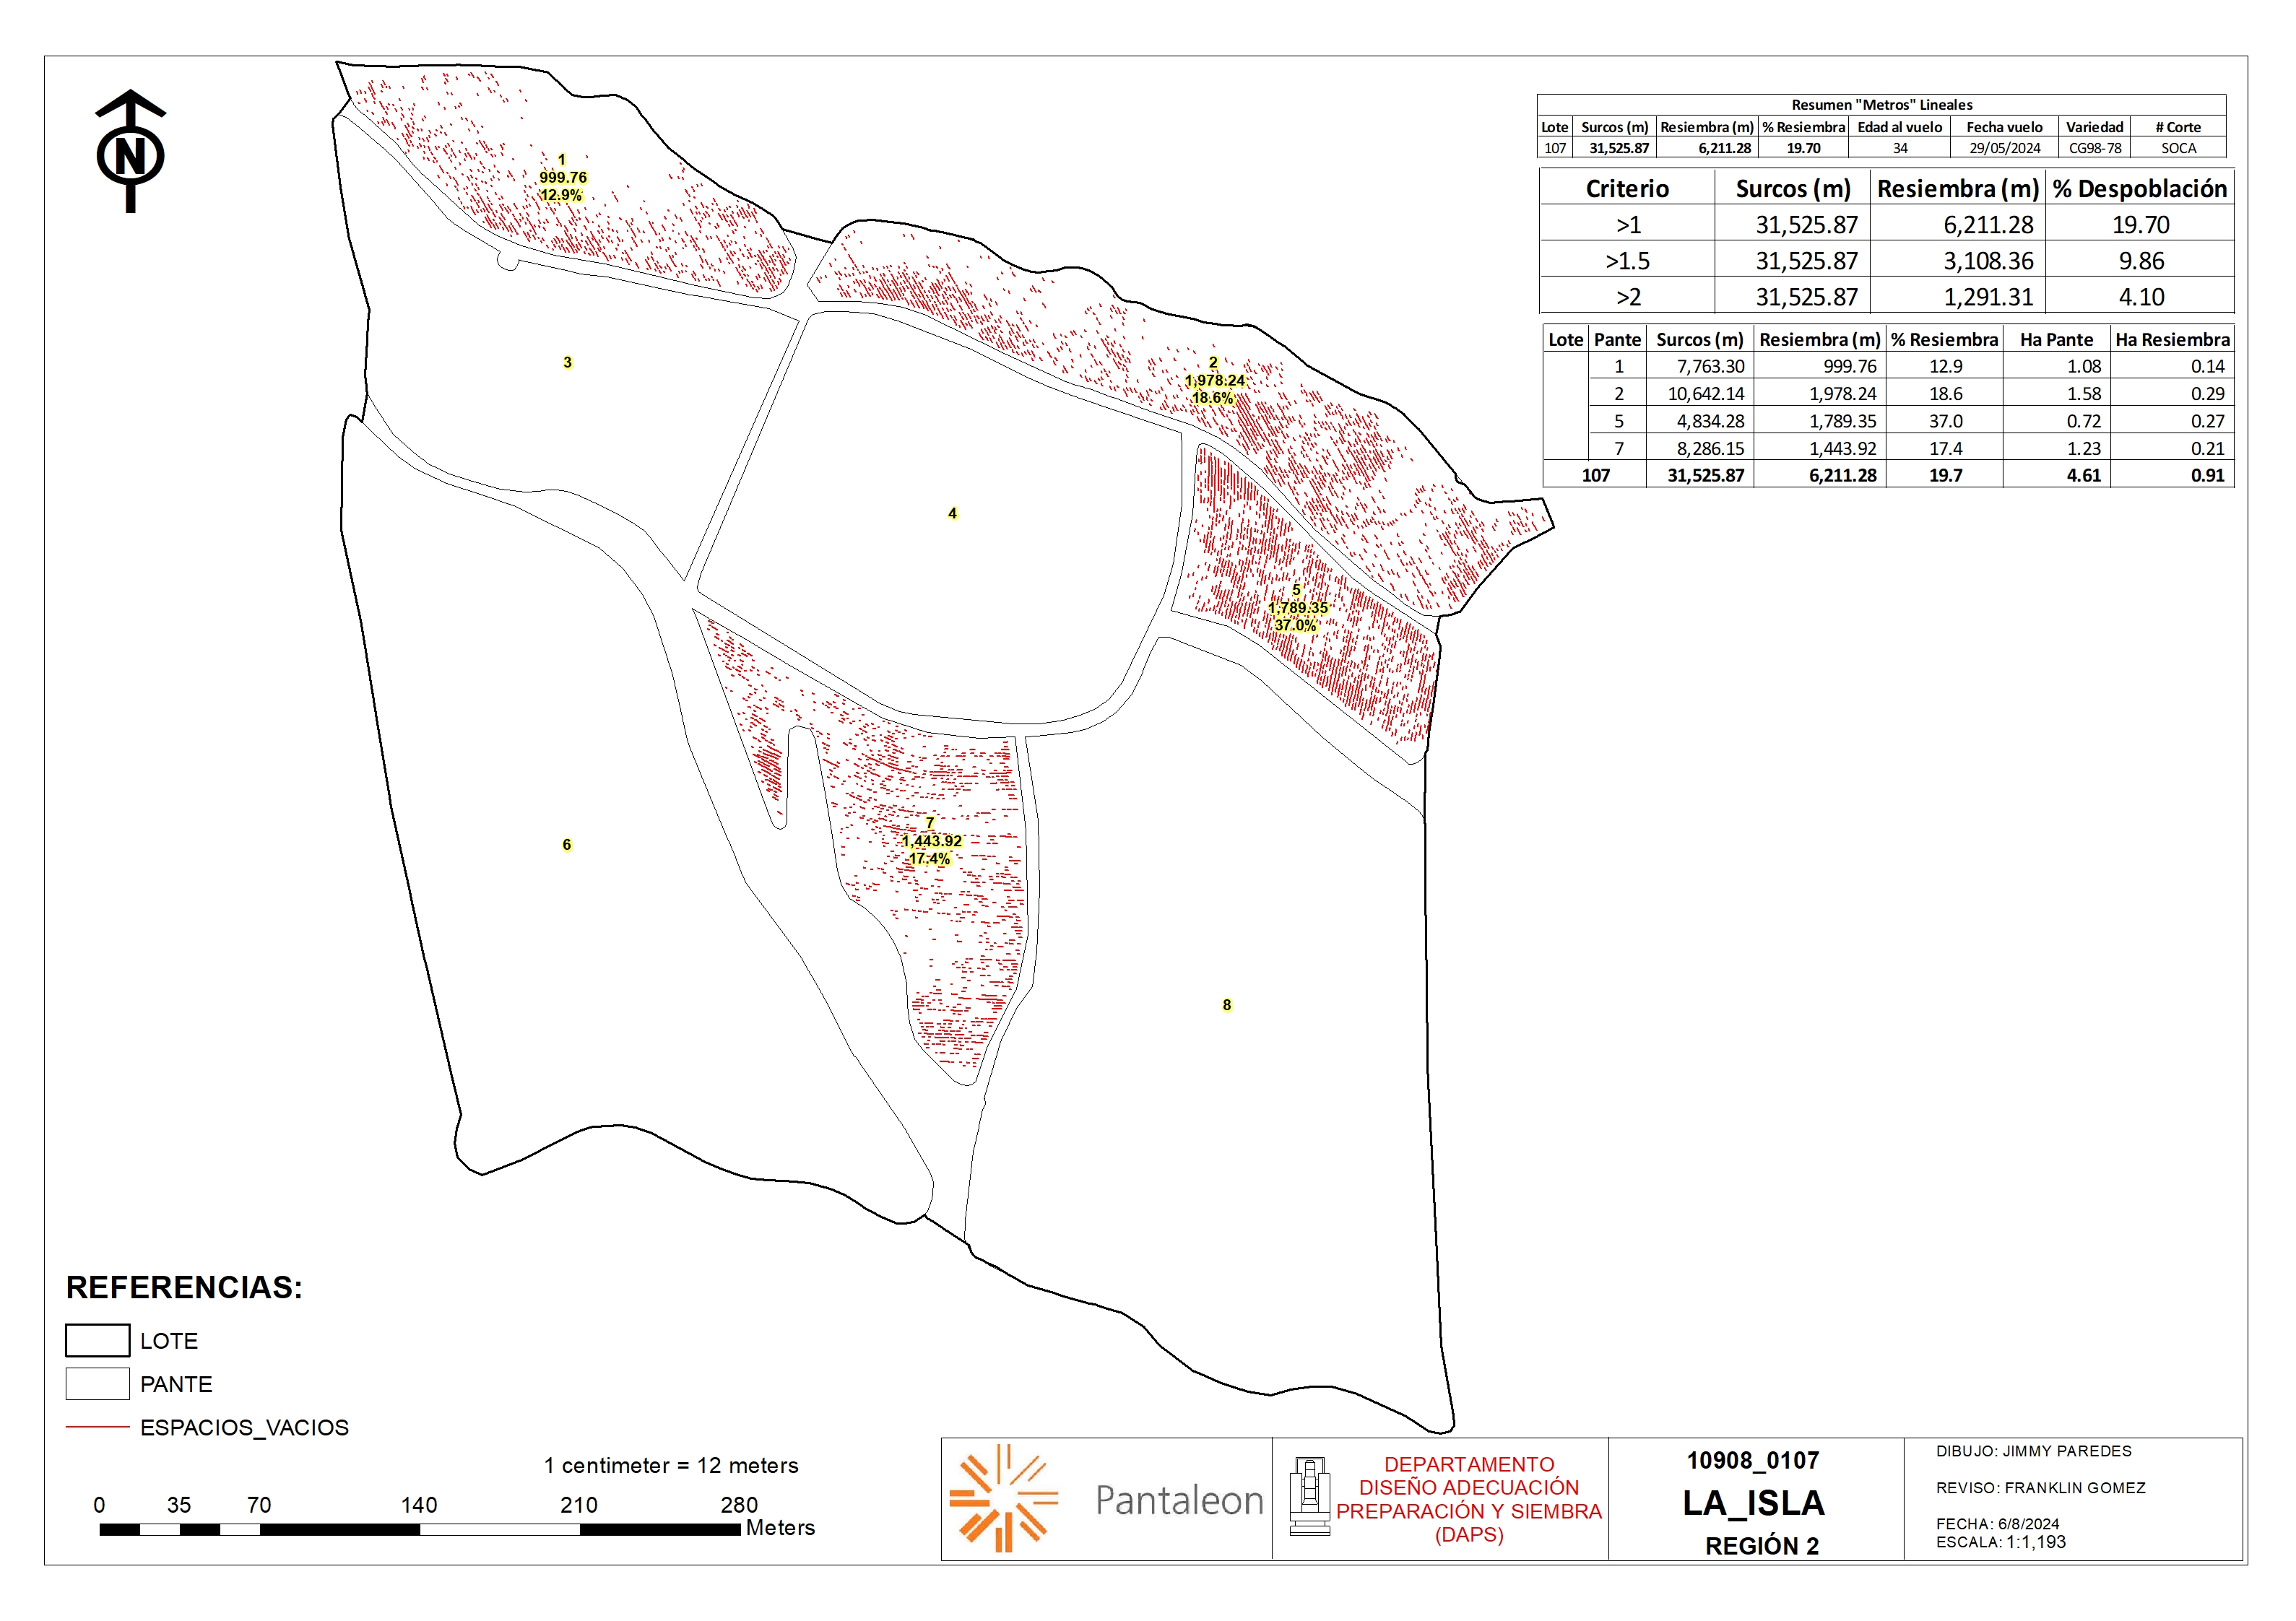 N
Resumen "Metros" Lineales
Lote Surcos (m) Resiembra (m) % Resiembra Edad al vuelo Fecha vuelo Variedad # Corte
107 31,525.87 6,211.28 19.70 34 29/05/2024 CG98-78 SOCA
Criterio Surcos (m) Resiembra (m) % Despoblación
>1 31,525.87 6,211.28 19.70
>1.5 31,525.87 3,108.36 9.86
>2 31,525.87 1,291.31 4.10
Lote Pante Surcos (m) Resiembra (m) % Resiembra Ha Pante Ha Resiembra
1 7,763.30 999.76 12.9 1.08 0.14
2 10,642.14 1,978.24 18.6 1.58 0.29
5 4,834.28 1,789.35 37.0 0.72 0.27
7 8,286.15 1,443.92 17.4 1.23 0.21
107 31,525.87 6,211.28 19.7 4.61 0.91
1
999.76
12.9%
2
1,978.24
18.6%
3
4
5
1,789.35
37.0%
6
7
1,443.92
17.4%
8
REFERENCIAS:
LOTE
PANTE
ESPACIOS_VACIOS
1 centimeter = 12 meters
0 35 70 140 210 280
Meters
Pantaleon
DEPARTAMENTO
DISEÑO ADECUACIÓN
PREPARACIÓN Y SIEMBRA
(DAPS)
10908_0107
LA_ISLA
REGIÓN 2
DIBUJO: JIMMY PAREDES
REVISO: FRANKLIN GOMEZ
FECHA: 6/8/2024
ESCALA: 1:1,193